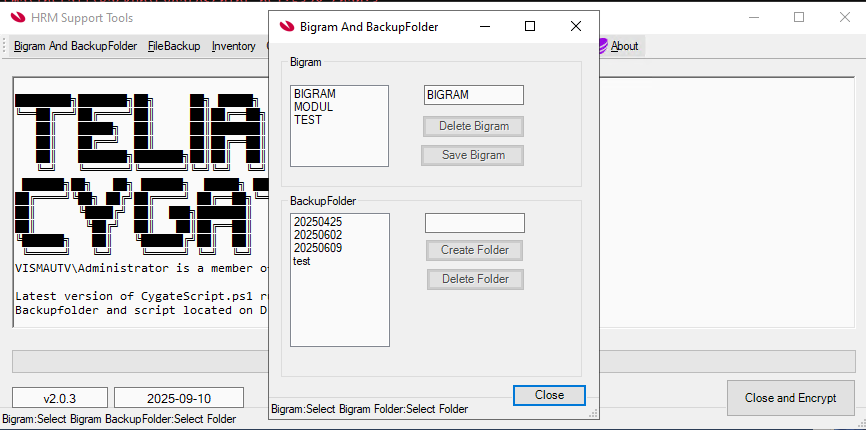 HRM Support Tools
Bigram And BackupFolder
FileBackup
Inventory
About
TELIA
CYGA
VISMAUTV\Administrator is a member o
Latest version of CygateScript.ps1 r
Backupfolder and script located on D
v2.0.3
2025-09-10
Close and Encrypt
Bigram:Select Bigram BackupFolder:Select Folder
Bigram And BackupFolder
Bigram
BIGRAM
MODUL
TEST
BIGRAM
Delete Bigram
Save Bigram
BackupFolder
20250425
20250602
20250609
test
Create Folder
Delete Folder
Close
Bigram:Select Bigram Folder:Select Folder